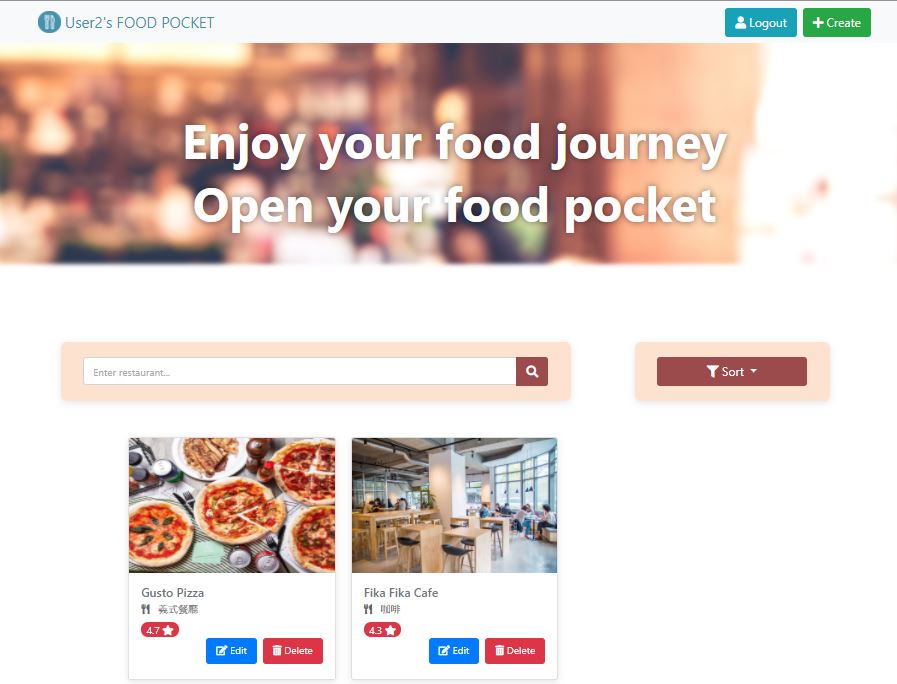 User2's FOOD POCKET
Logout
Create
Enjoy your food journey
Open your food pocket
Enter restaurant...
Sort
Gusto Pizza
義式餐廳
4.7
Edit
Delete
Fika Fika Cafe
咖啡
4.3
Edit
Delete